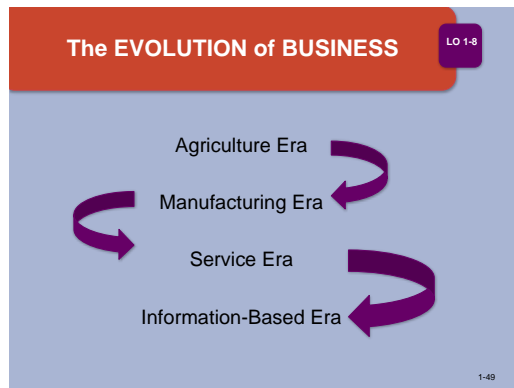 The EVOLUTION of BUSINESS
LO 1-8
Agriculture Era
Manufacturing Era
Service Era
Information-Based Era
1-49